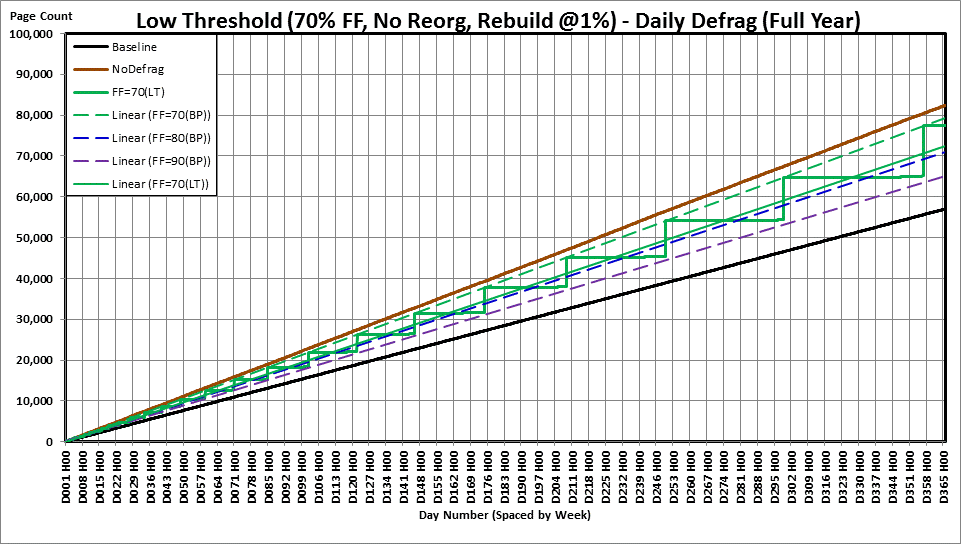 Page Count
Low Threshold (70% FF, No Reorg, Rebuild @1%) - Daily Defrag (Full Year)
100,000
90,000
80,000
70,000
60,000
50,000
40,000
30,000
20,000
10,000
0
Baseline
NoDefrag
FF=70(LT)
Linear (FF=70(BP))
Linear (FF=80(BP))
Linear (FF=90(BP))
Linear (FF=70(LT))
D001 H00
D008 H00
D015 H00
D022 H00
D029 H00
D036 H00
D043 H00
D050 H00
D057 H00
D064 H00
D071 H00
D078 H00
D085 H00
D092 H00
D099 H00
D106 H00
D113 H00
D120 H00
D127 H00
D134 H00
D141 H00
D148 H00
D155 H00
D162 H00
D169 H00
D176 H00
D183 H00
D190 H00
D197 H00
D204 H00
D211 H00
D218 H00
D225 H00
D232 H00
D239 H00
D246 H00
D253 H00
D260 H00
D267 H00
D274 H00
D281 H00
D288 H00
D295 H00
D302 H00
D309 H00
D316 H00
D323 H00
D330 H00
D337 H00
D344 H00
D351 H00
D358 H00
D365 H00
Day Number (Spaced by Week)